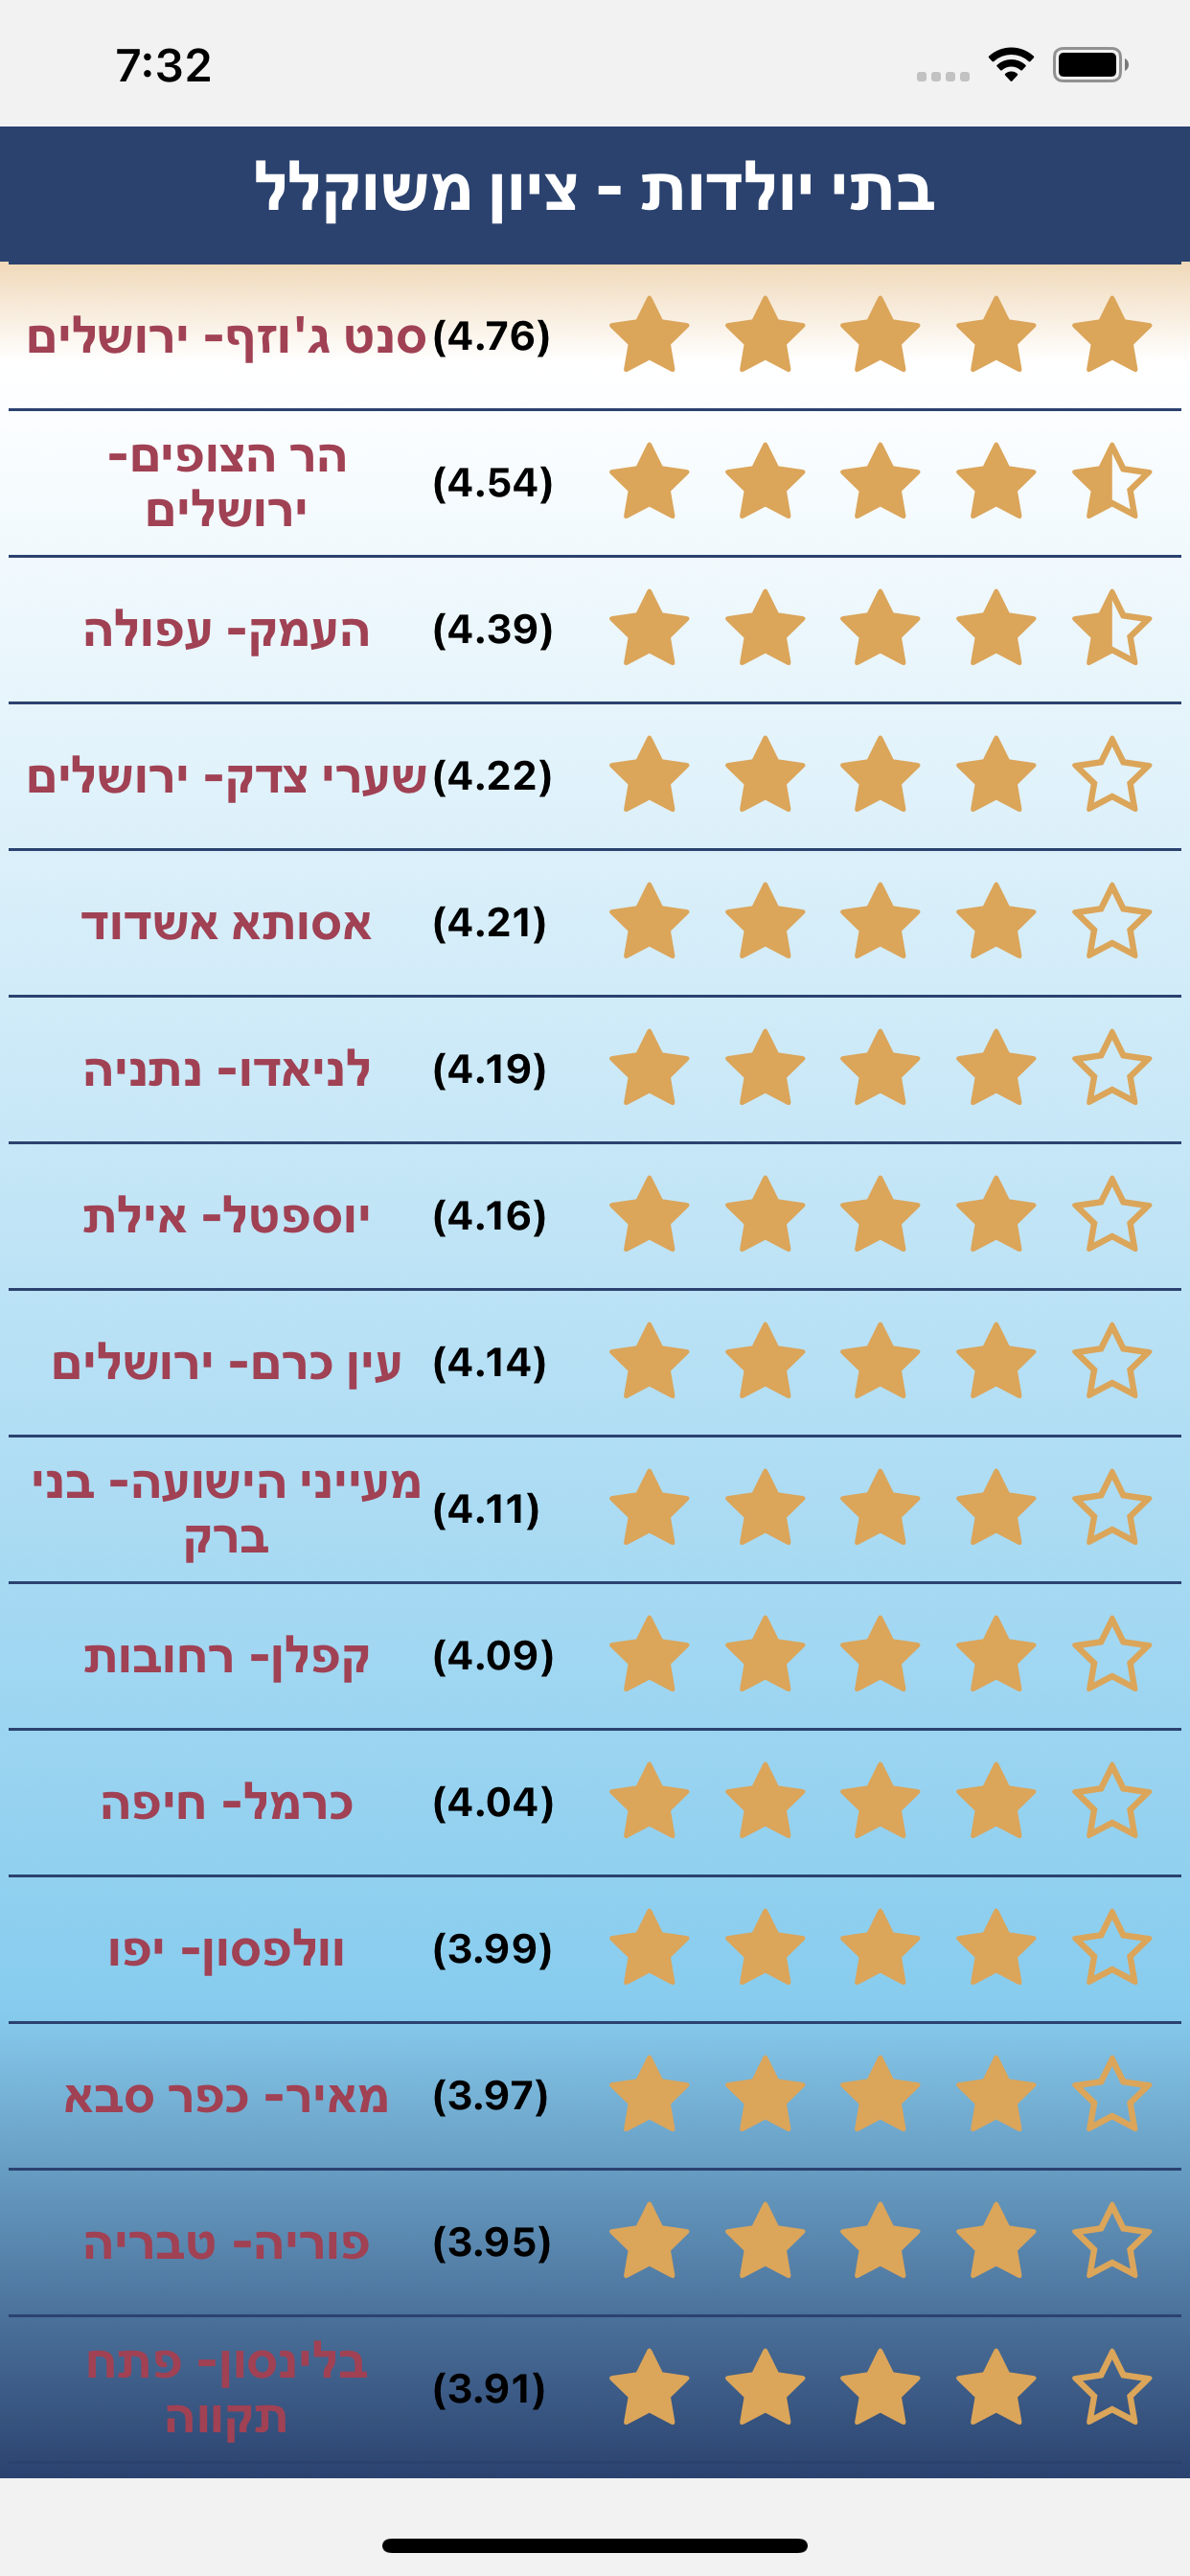 7:32
בתי יולדות - ציון משוקלל
סנט ג'וזף- ירושלים (4.76)
הר הצופים-
ירושלים
(4.54)
העמק- עפולה (4.39)
שערי צדק- ירושלים (4.22)
אסותא אשדוד (4.21)
לניאדו- נתניה (4.19)
יוספטל- אילת (4.16)
עין כרם- ירושלים (4.14)
מעייני הישועה- בני
ברק
(4.11)
קפלן- רחובות (4.09)
כרמל- חיפה (4.04)
וולפסון- יפו (3.99)
מאיר- כפר סבא (3.97)
פוריה- טבריה (3.95)
בלינסון- פתח
תקווה
(3.91)